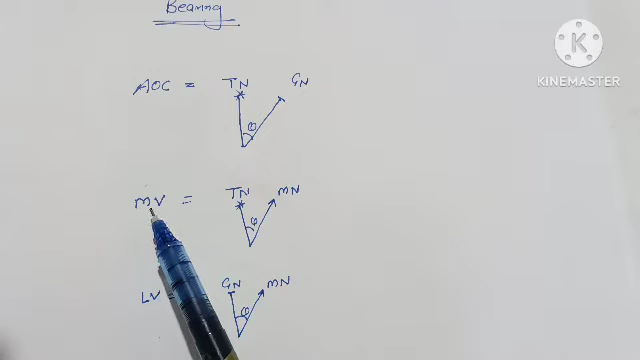 Bearing
TN GN
AOC = θ
TN MN
MV = θ
GN MN
LV θ
K
KINEMASTER